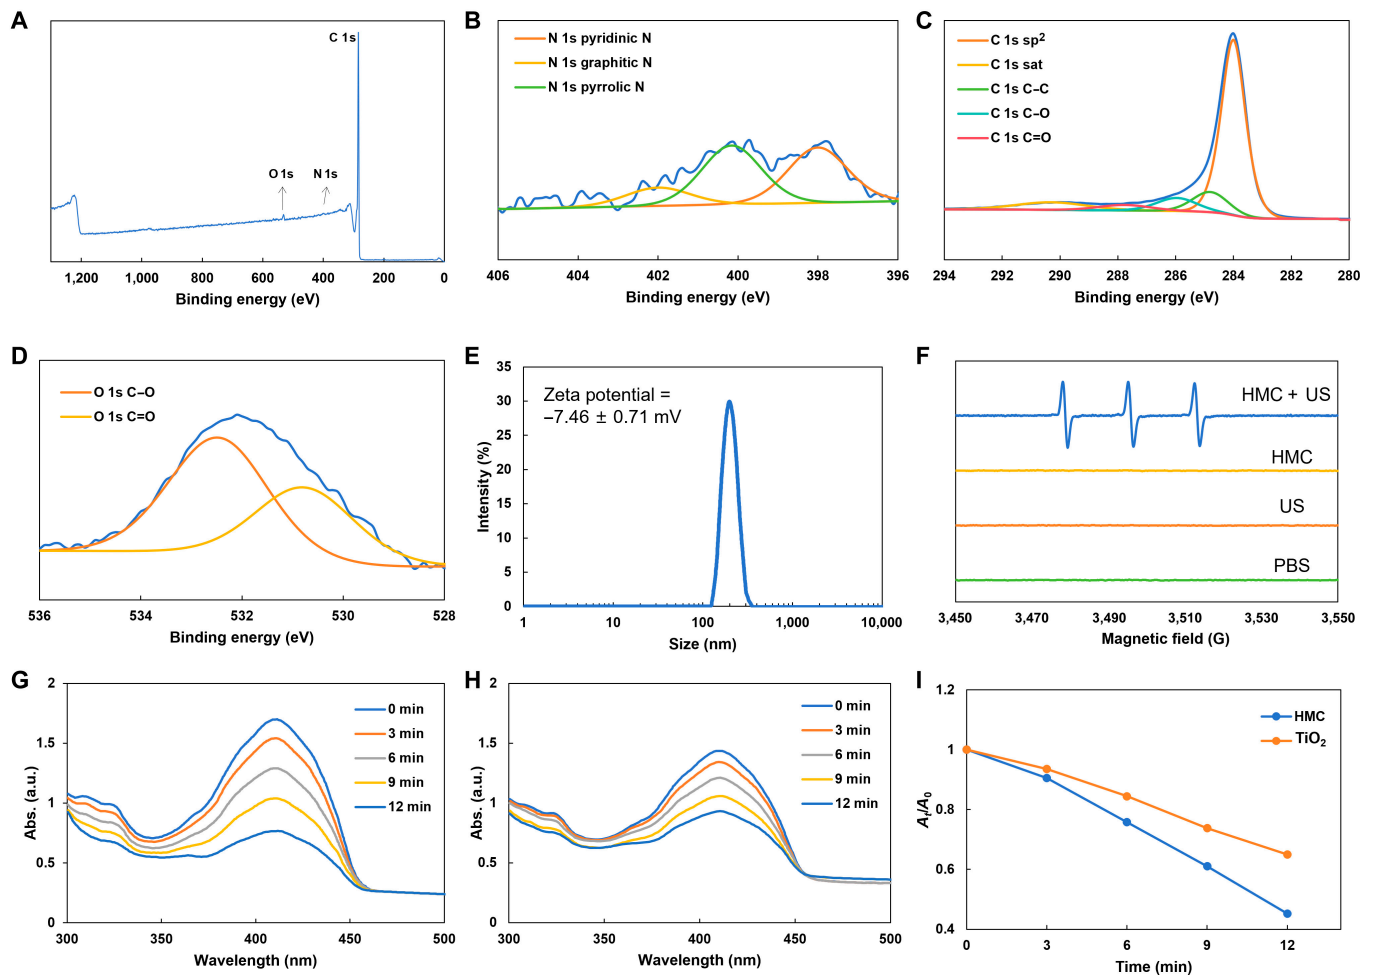 A
C 1s
O 1s
N 1s
1,200
1,000
800
600
400
200
0
Binding energy (eV)
B
N 1s pyridinic N
N 1s graphitic N
N 1s pyrrolic N
406
404
402
400
398
396
Binding energy (eV)
C
C 1s sp²
C 1s sat
C 1s C–C
C 1s C–O
C 1s C=O
294
292
290
288
286
284
282
280
Binding energy (eV)
D
O 1s C–O
O 1s C=O
536
534
532
530
528
Binding energy (eV)
E
Zeta potential =
–7.46 ± 0.71 mV
Intensity (%)
35
30
25
20
15
10
5
0
1
10
100
1,000
10,000
Size (nm)
F
HMC + US
HMC
US
PBS
3,450
3,470
3,490
3,510
3,530
3,550
Magnetic field (G)
G
Abs. (a.u.)
2
1.5
1
0.5
0
0 min
3 min
6 min
9 min
12 min
300
350
400
450
500
Wavelength (nm)
H
Abs. (a.u.)
2
1.5
1
0.5
0
0 min
3 min
6 min
9 min
12 min
300
350
400
450
500
Wavelength (nm)
I
Aₜ/A₀
1.2
1
0.8
0.6
0.4
HMC
TiO₂
0
3
6
9
12
Time (min)